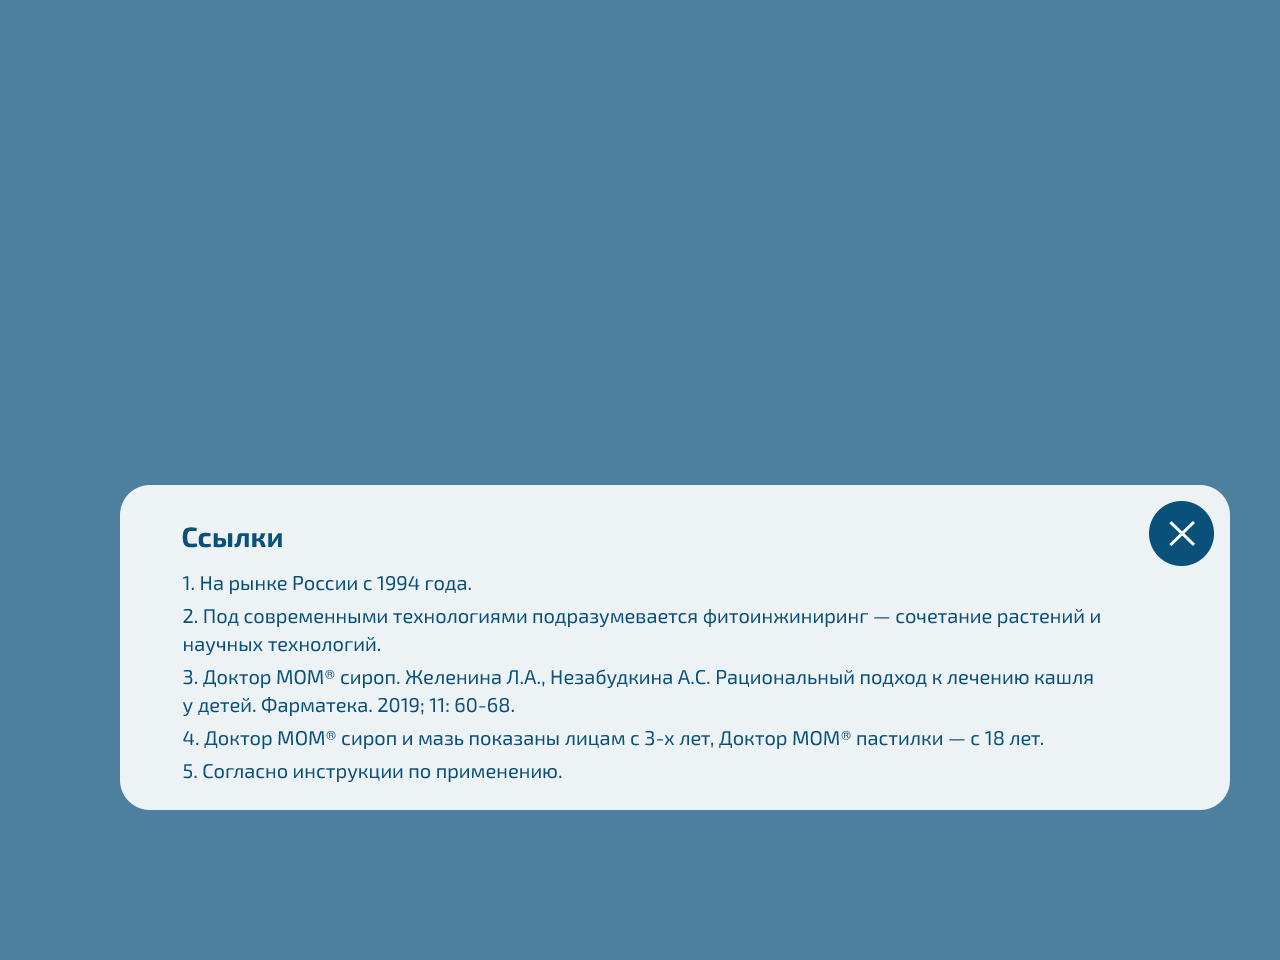 Ссылки
1. На рынке России с 1994 года.
2. Под современными технологиями подразумевается фитоинжиниринг — сочетание растений и
научных технологий.
3. Доктор МОМ® сироп. Желенина Л.А., Незабудкина А.С. Рациональный подход к лечению кашля
у детей. Фарматека. 2019; 11: 60-68.
4. Доктор МОМ® сироп и мазь показаны лицам с 3-х лет, Доктор МОМ® пастилки — с 18 лет.
5. Согласно инструкции по применению.